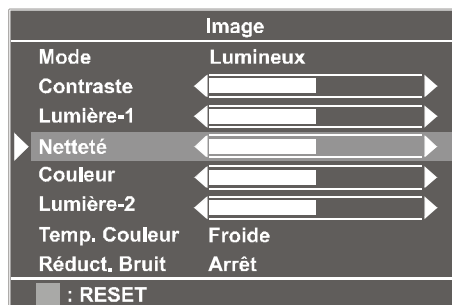 Image
Mode Lumineux
Contraste
Lumière-1
Netteté
Couleur
Lumière-2
Temp. Couleur Froide
Réduct. Bruit Arrêt
: RESET